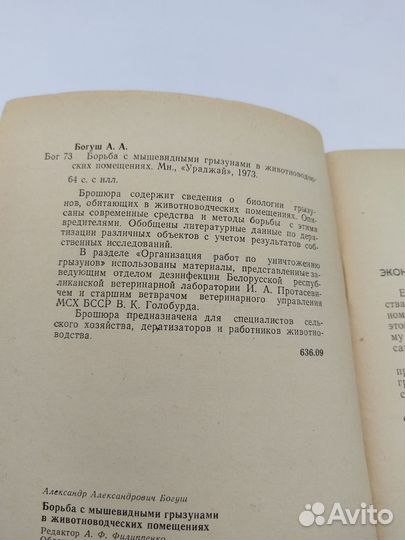 Богуш А. А.
Бог 73 Борьба с мышевидными грызунами в животноводче-
ских помещениях. Мн., «Ураджай», 1973.
64 с. с илл.
Брошюра содержит сведения о биологии грызу-
нов, обитающих в животноводческих помещениях. Опи-
саны современные средства и методы борьбы с этими
вредителями. Обобщены литературные данные по дера-
тизации различных объектов с учетом результатов соб-
ственных исследований.
В разделе «Организация работ по уничтожению
грызунов» использованы материалы, представленные за-
ведующим отделом дезинфекции Белорусской респуб-
ликанской ветеринарной лаборатории И. А. Протасеви-
чем и старшим ветврачом ветеринарного управления
МСХ БССР В. К. Голобурда.
Брошюра предназначена для специалистов сель-
ского хозяйства, дератизаторов и работников животно-
водства.
636.09
Александр Александрович Богуш
Борьба с мышевидными грызунами
в животноводческих помещениях
Редактор А. Ф. Филиппенко
ЭКОН
Avito